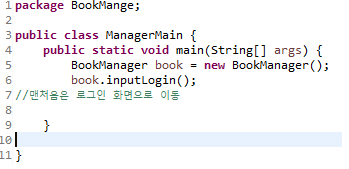 1 package BookMange;
2
3 public class ManagerMain {
4     public static void main(String[] args) {
5         BookManager book = new BookManager();
6         book.inputLogin();
7 //맨처음은 로그인 화면으로 이동
8
9     }
10
11 }